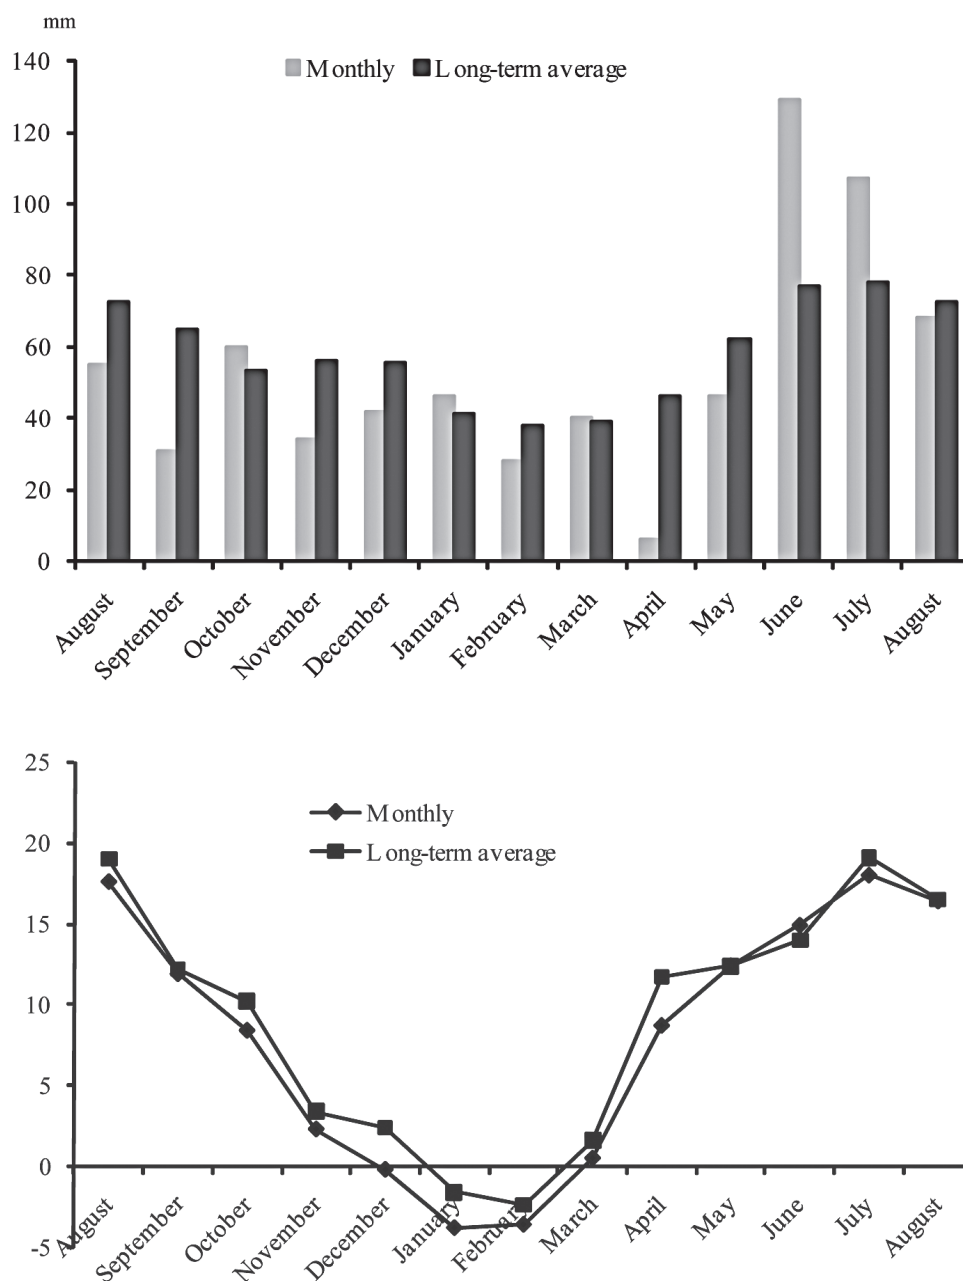 mm
140
Monthly Long-term average
120
100
80
60
40
20
0
August September October November December January February March April May June July August
25
Monthly
20
Long-term average
15
10
5
0
-5
August September October November December January February March April May June July August